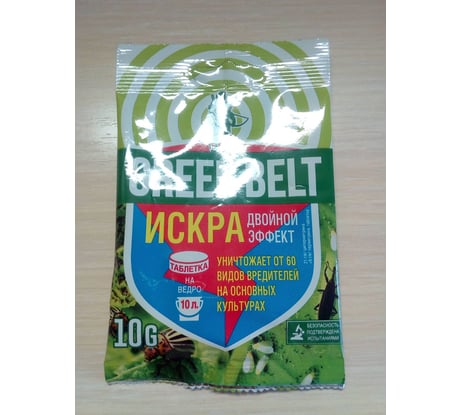 GREEN BELT
ИСКРА
ДВОЙНОЙ
ЭФФЕКТ
ТАБЛЕТКА
НА
ВЕДРО
10 л.
УНИЧТОЖАЕТ ОТ 60
ВИДОВ ВРЕДИТЕЛЕЙ
НА ОСНОВНЫХ
КУЛЬТУРАХ
10G
БЕЗОПАСНОСТЬ
ПОДТВЕРЖДЕНА
ИСПЫТАНИЯМИ